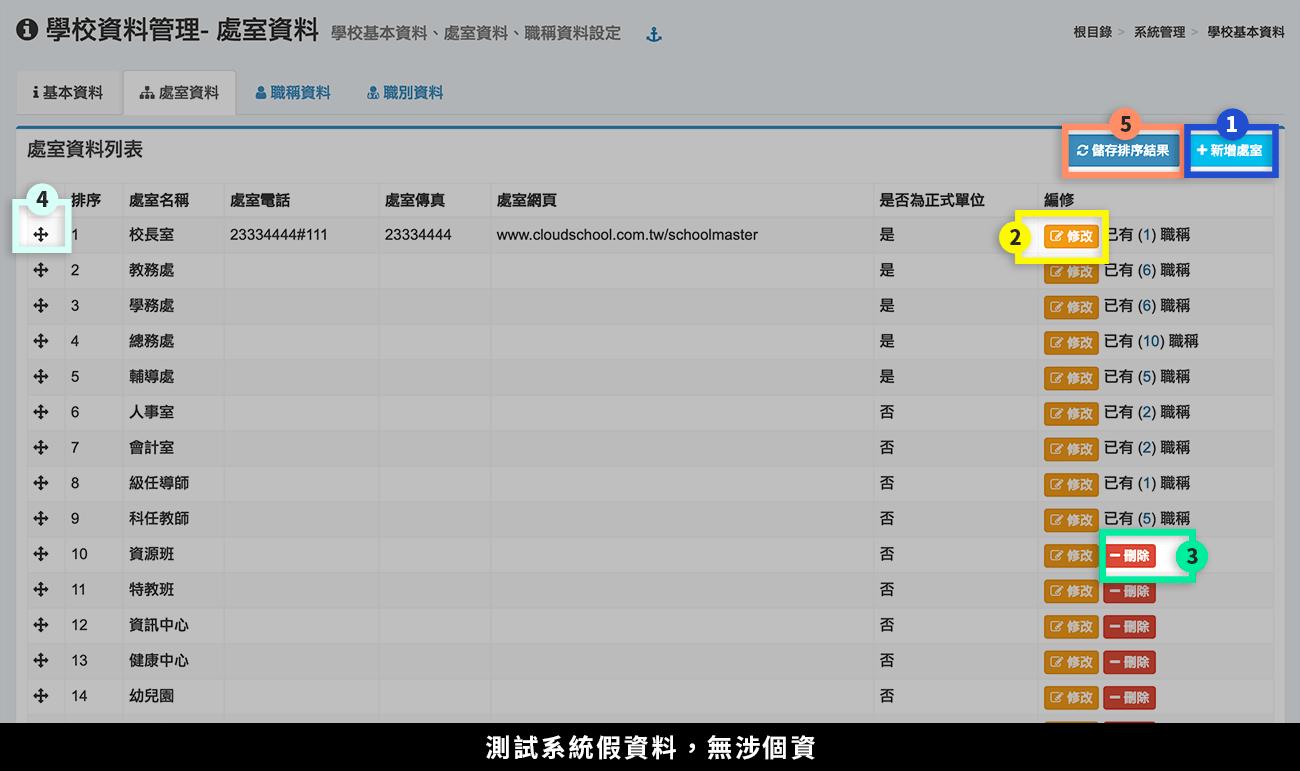 學校資料管理- 處室資料 學校基本資料、處室資料、職稱資料設定
根目錄 > 系統管理 > 學校基本資料
基本資料 處室資料 職稱資料 職別資料
處室資料列表
5 儲存排序結果 1 新增處室
4
排序 處室名稱 處室電話 處室傳真 處室網頁 是否為正式單位 編修
1 校長室 23334444#111 23334444 www.cloudschool.com.tw/schoolmaster 是 2 修改 已有 (1) 職稱
2 教務處 是 修改 已有 (6) 職稱
3 學務處 是 修改 已有 (6) 職稱
4 總務處 是 修改 已有 (10) 職稱
5 輔導處 是 修改 已有 (5) 職稱
6 人事室 否 修改 已有 (2) 職稱
7 會計室 否 修改 已有 (2) 職稱
8 級任導師 否 修改 已有 (1) 職稱
9 科任教師 否 修改 已有 (5) 職稱
10 資源班 否 修改 刪除 3
11 特教班 否 修改 刪除
12 資訊中心 否 修改 刪除
13 健康中心 否 修改 刪除
14 幼兒園 否 修改 刪除
測試系統假資料，無涉個資